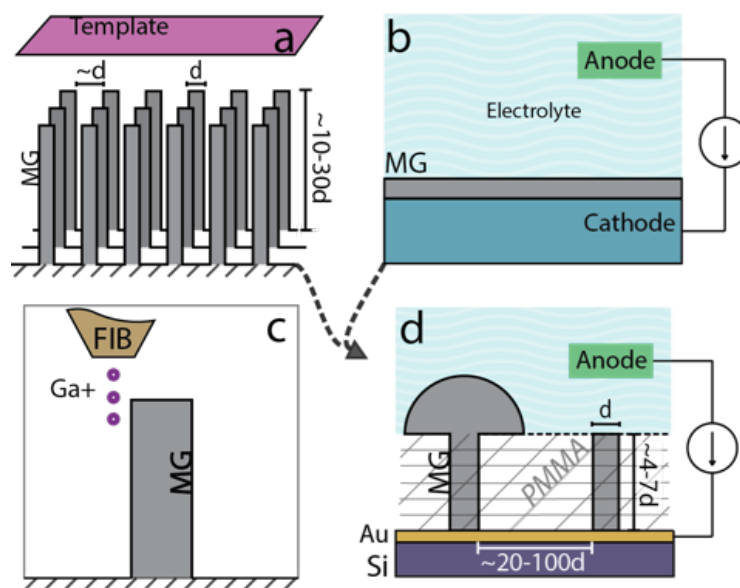 Template
a
~d
d
MG
~10-30d
b
Anode
Electrolyte
MG
Cathode
c
FIB
Ga+
MG
d
Anode
d
MG
PMMA
~4-7d
Au
Si
~20-100d